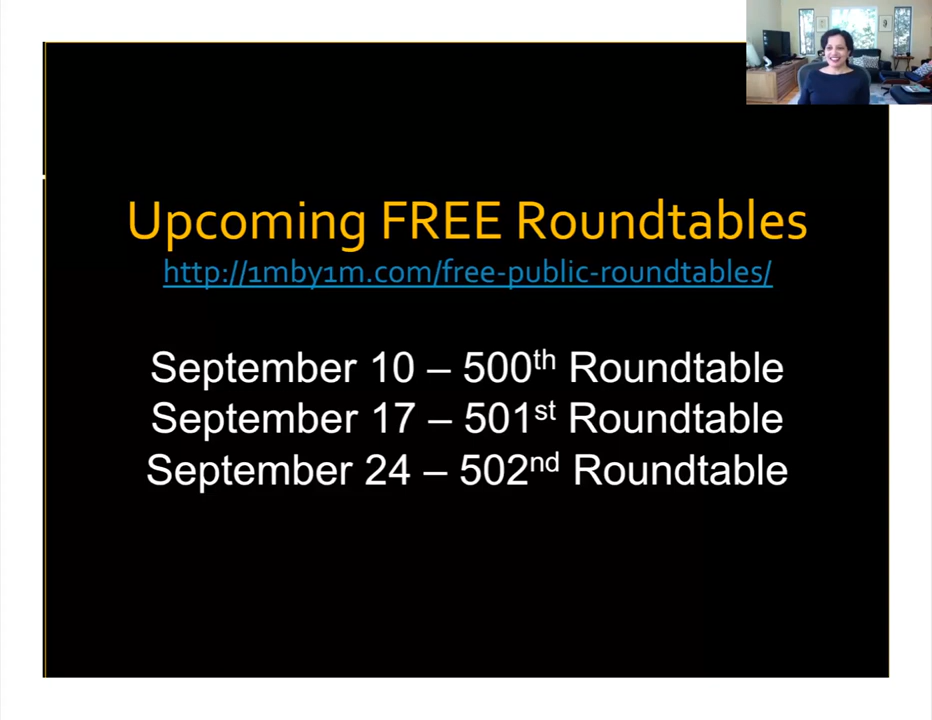 Upcoming FREE Roundtables
http://1mby1m.com/free-public-roundtables/
September 10 – 500th Roundtable
September 17 – 501st Roundtable
September 24 – 502nd Roundtable